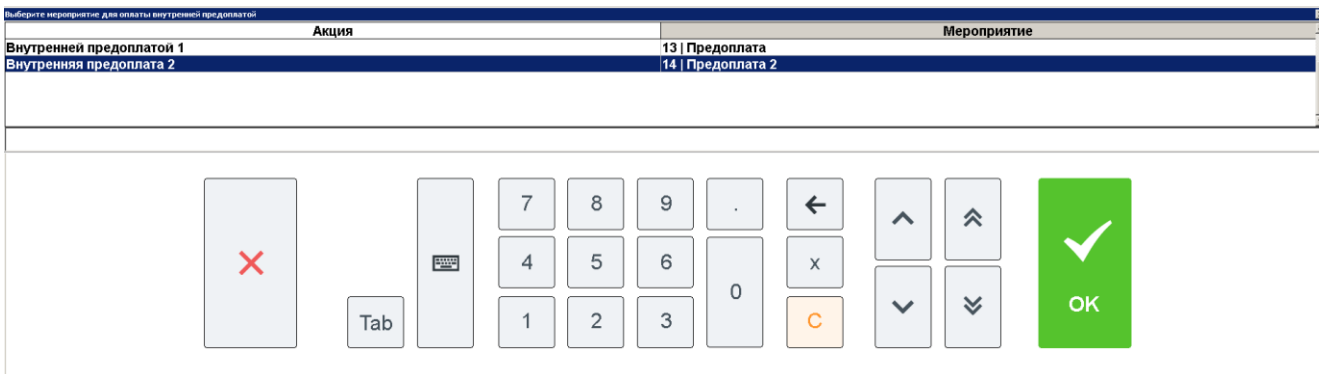 Выберите мероприятие для оплаты внутренней предоплатой
Акция Мероприятие
Внутренней предоплатой 1 13 | Предоплата
Внутренняя предоплата 2 14 | Предоплата 2
7 8 9 .
4 5 6 x
0
Tab 1 2 3 C
OK